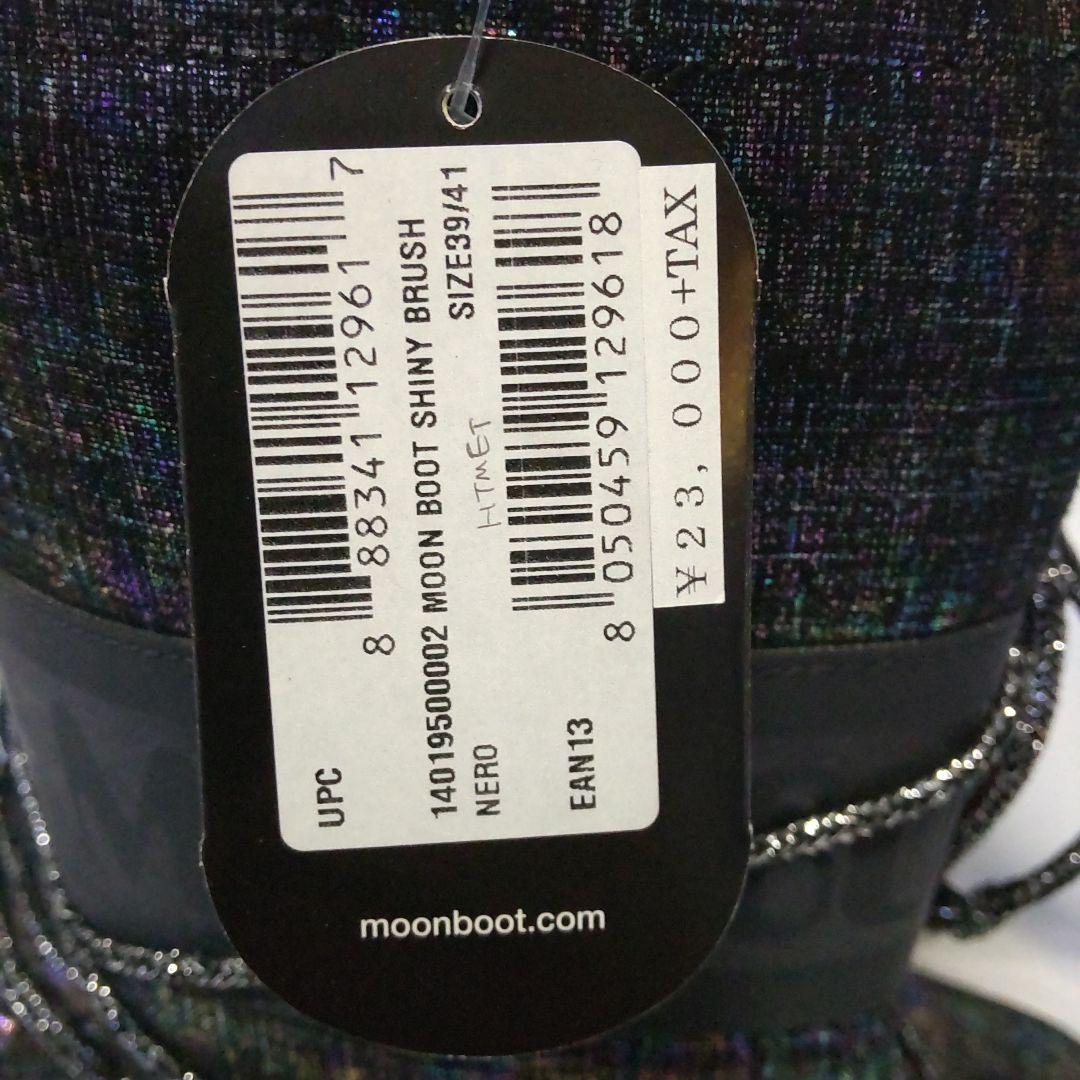 UPC
8 88341 12961 7
14019500002 MOON BOOT SHINY BRUSH
NERO SIZE39/41
HTMET
EAN13
8 050459 129618
¥23,000+TAX
moonboot.com